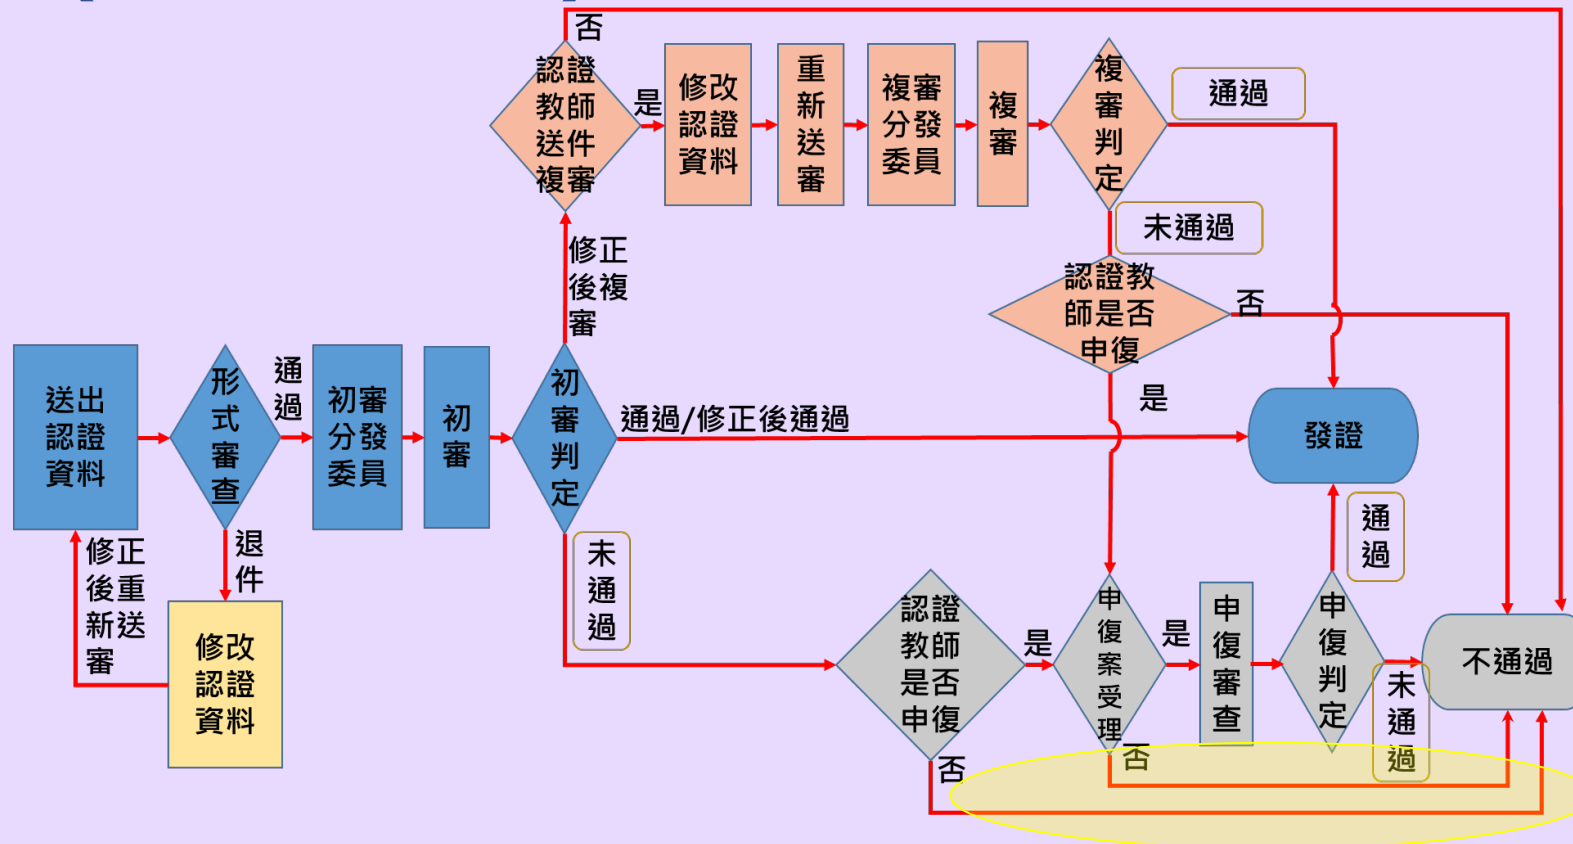 否
認證
教師
送件
複審
是
修改
認證
資料
重
新
送
審
複審
分發
委員
複
審
複
審
判
定
通過
未通過
修正
後複
審
認證教
師是否
申復
否
是
送出
認證
資料
形
式
審
查
通
過
初審
分發
委員
初
審
初
審
判
定
通過/修正後通過
發證
退
件
修正
後重
新送
審
修改
認證
資料
未
通
過
認證
教師
是否
申復
是
否
申
復
案
受
理
是
否
申
復
審
查
申
復
判
定
通
過
未
通
過
不通過